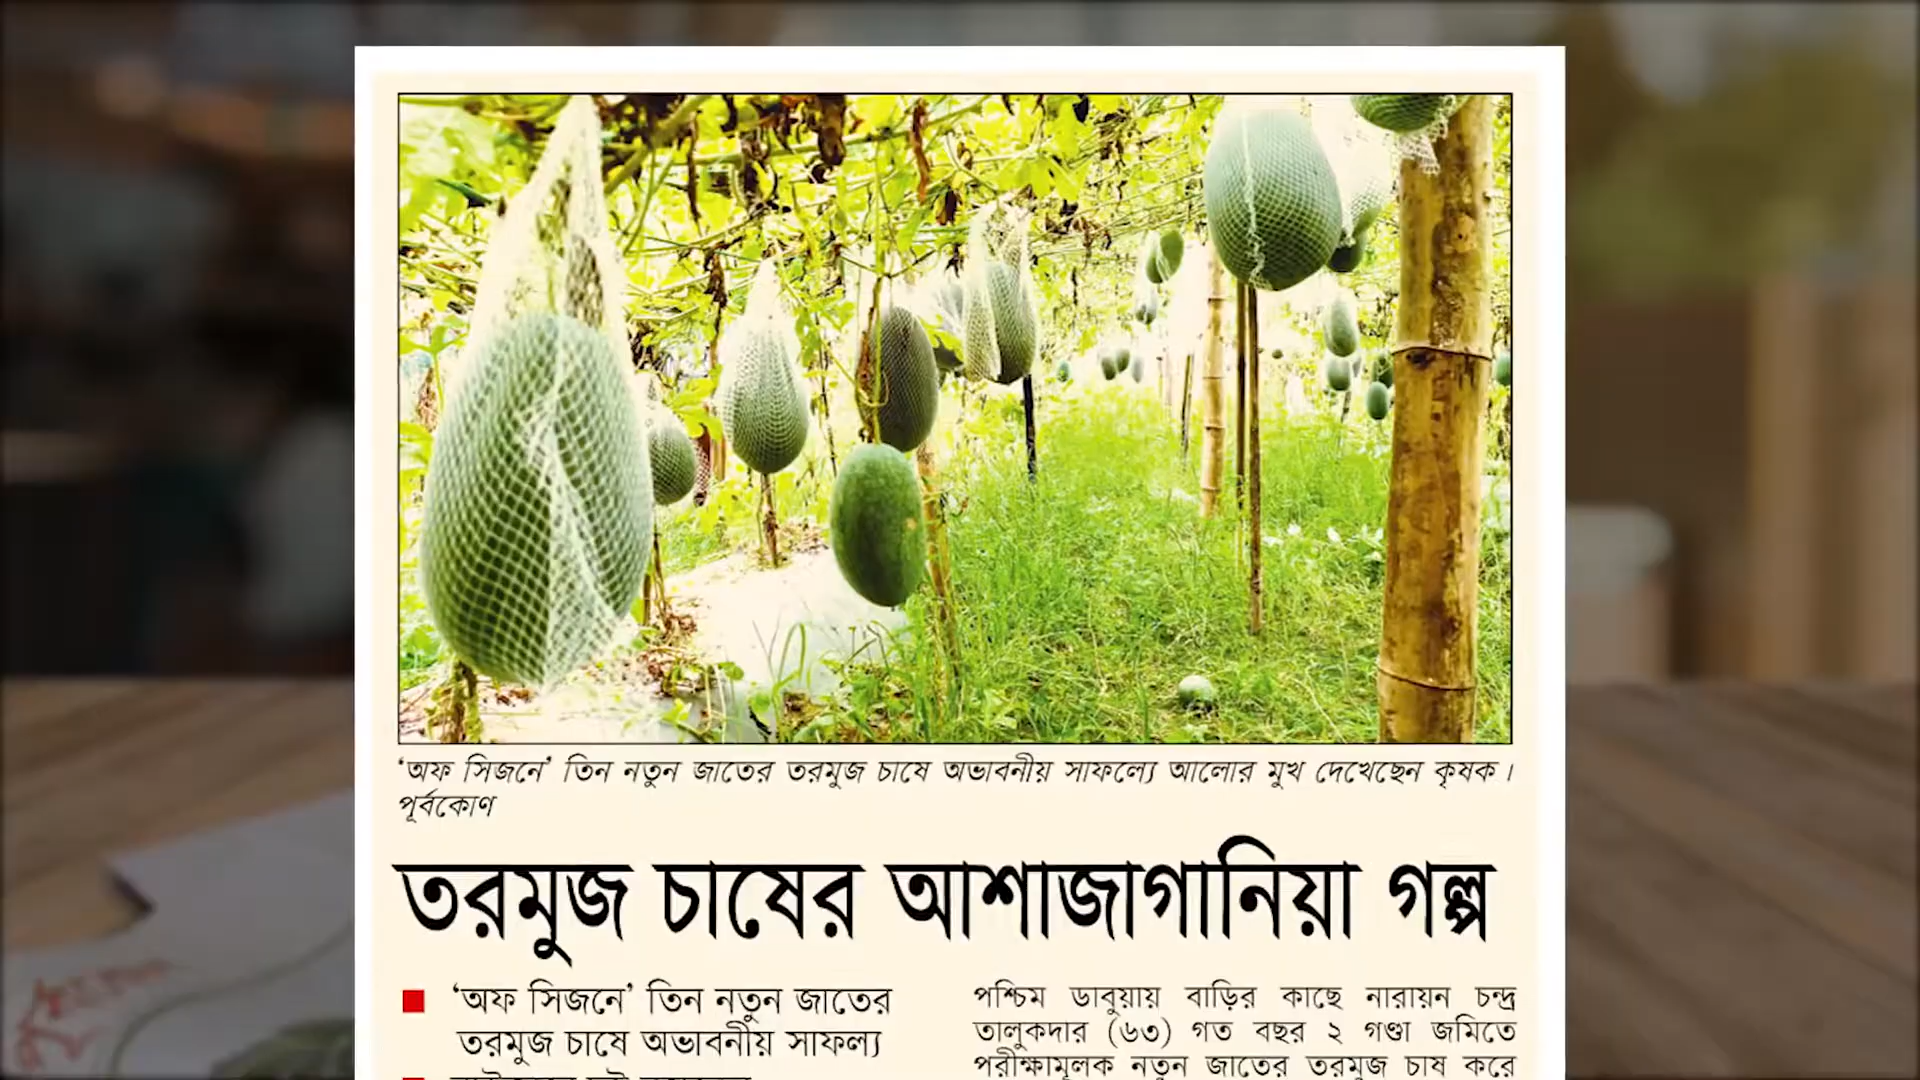 ‘অফ সিজনে’ তিন নতুন জাতের তরমুজ চাষে অভাবনীয় সাফল্যে আলোর মুখ দেখেছেন কৃষক।
পূর্বকোণ
তরমুজ চাষের আশাজাগানিয়া গল্প
‘অফ সিজনে’ তিন নতুন জাতের
তরমুজ চাষে অভাবনীয় সাফল্য
পশ্চিম ডাবুয়ায় বাড়ির কাছে নারায়ন চন্দ্র
তালুকদার (৬৩) গত বছর ২ গণ্ডা জমিতে
পরীক্ষামূলক নতুন জাতের তরমুজ চাষ করে